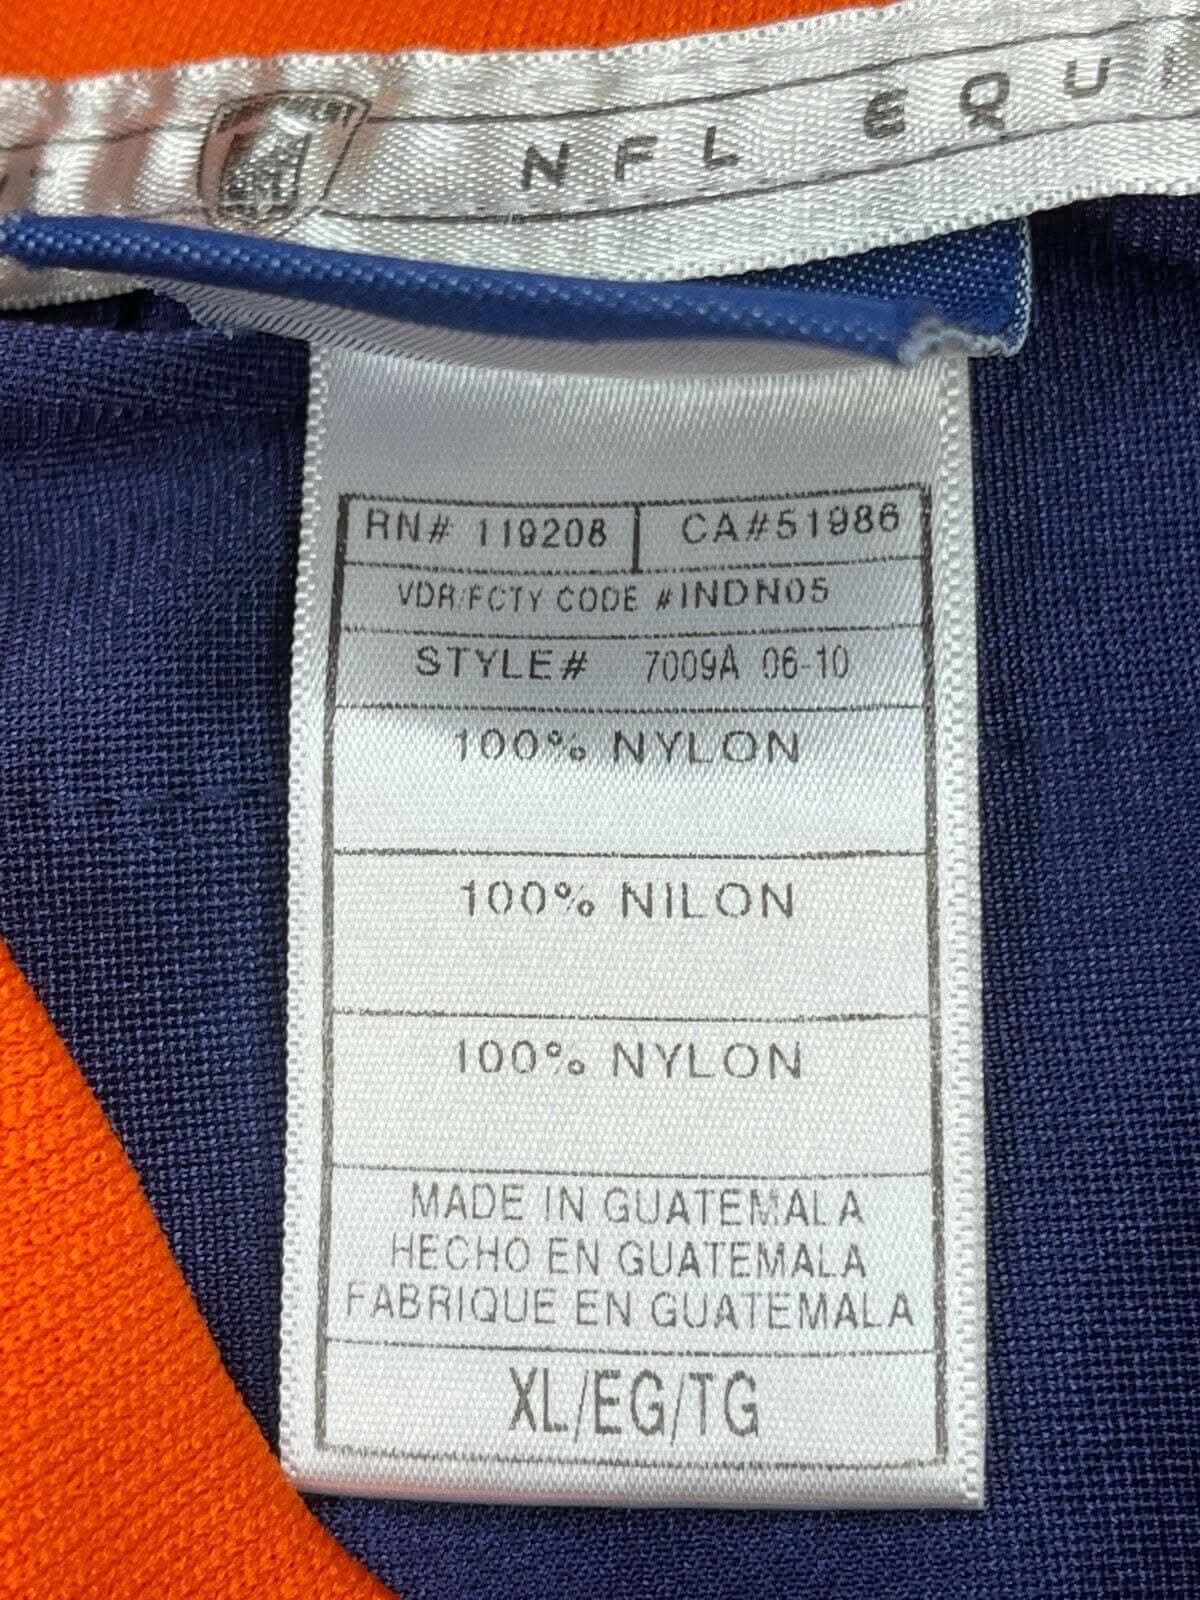 NFL EQU
RN# 119208 CA#51986
VDR/FCTY CODE #INDN05
STYLE# 7009A 06-10
100% NYLON
100% NILON
100% NYLON
MADE IN GUATEMALA
HECHO EN GUATEMALA
FABRIQUE EN GUATEMALA
XL/EG/TG